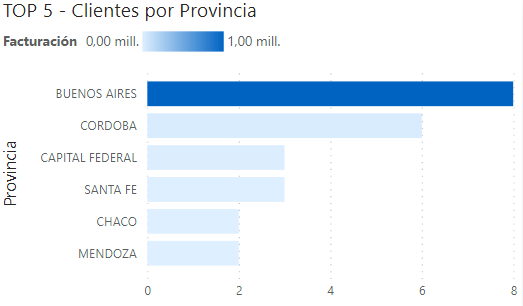 TOP 5 - Clientes por Provincia
Facturación 0,00 mill. 1,00 mill.
Provincia
BUENOS AIRES
CORDOBA
CAPITAL FEDERAL
SANTA FE
CHACO
MENDOZA
0 2 4 6 8